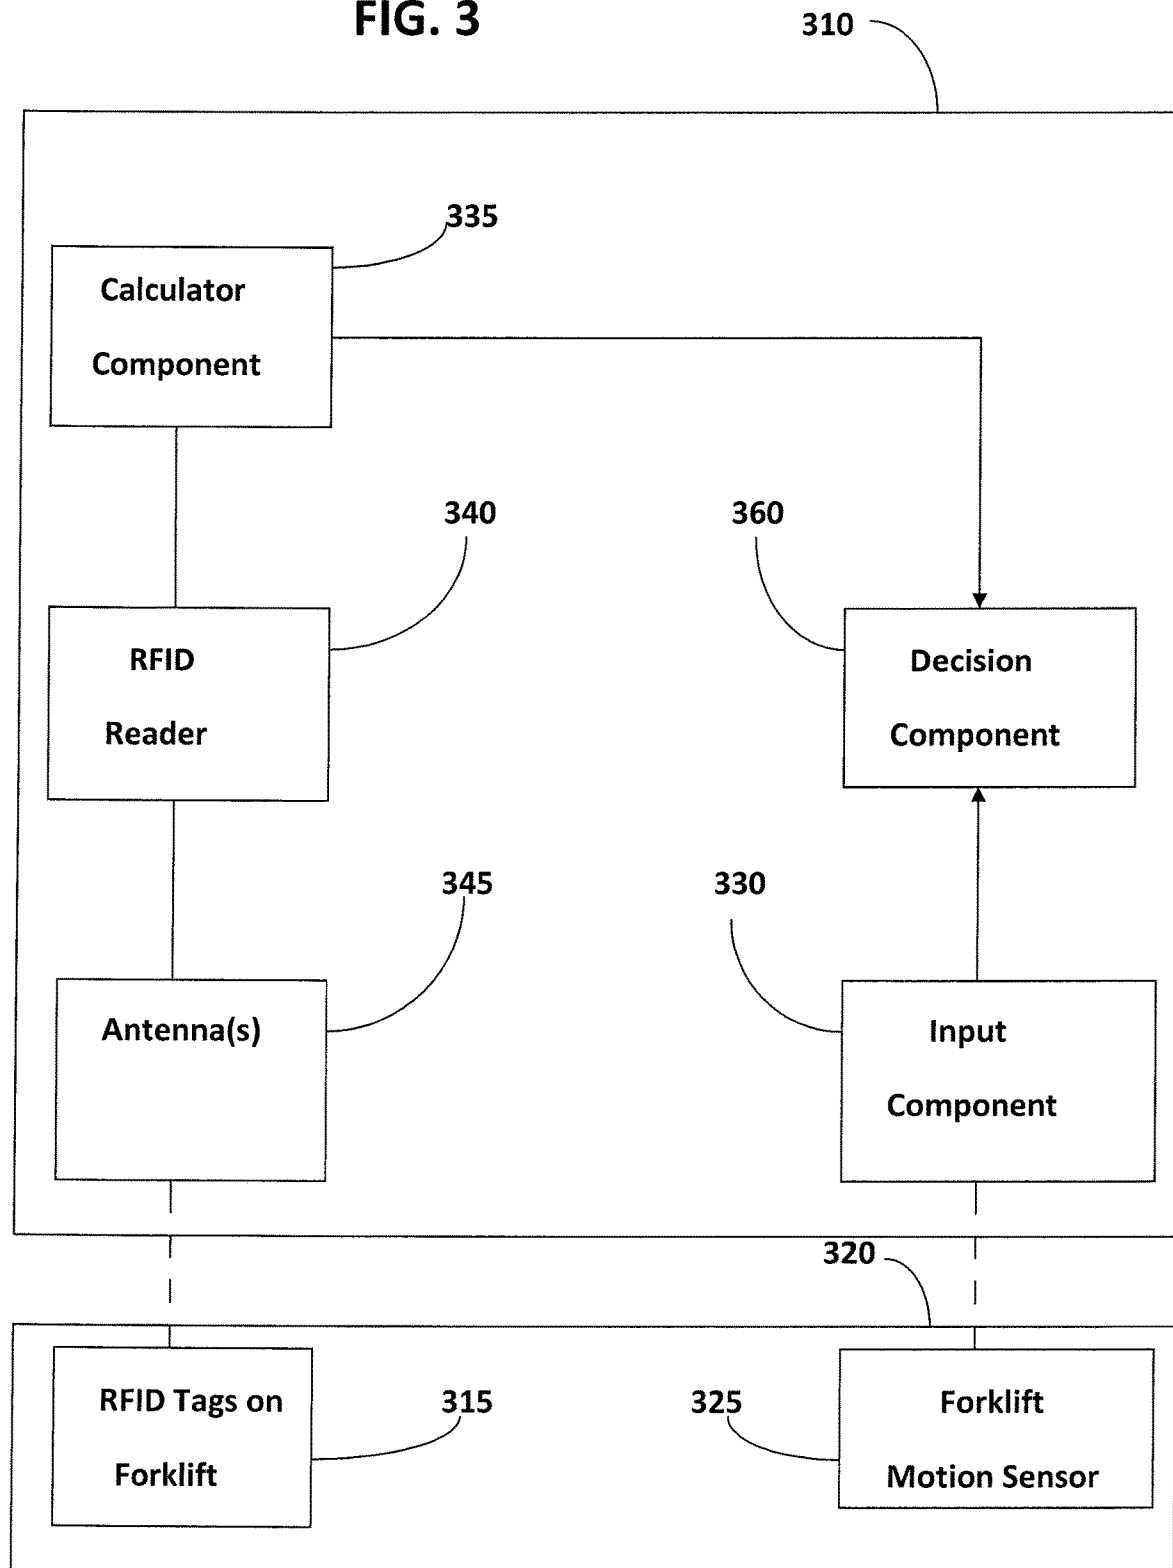 FIG. 3
310
335
Calculator
Component
340
360
RFID
Reader
Decision
Component
345
330
Antenna(s)
Input
Component
320
RFID Tags on
Forklift
315
325
Forklift
Motion Sensor